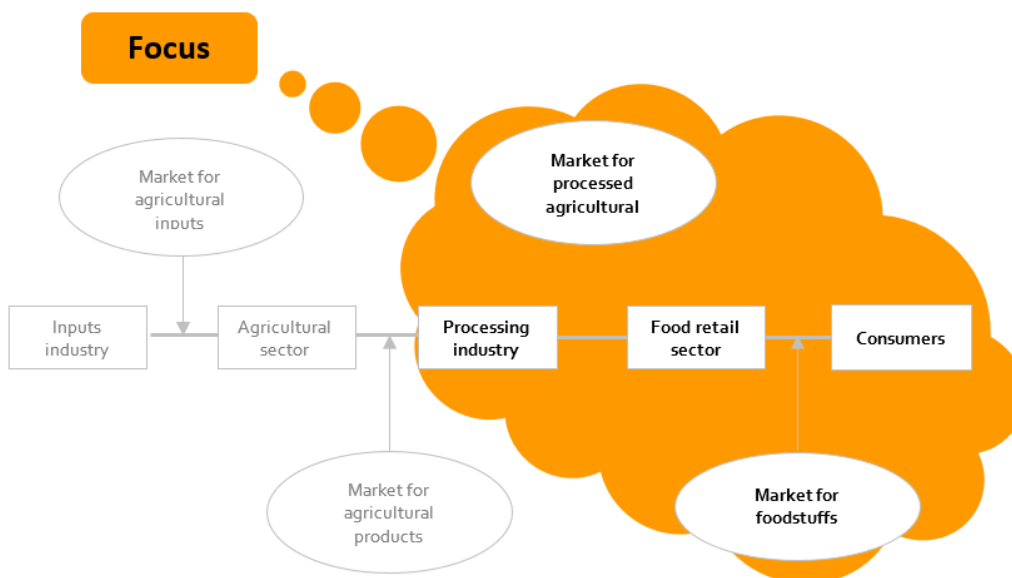 Focus
Market for
agricultural
inputs
Market for
processed
agricultural
Inputs
industry
Agricultural
sector
Processing
industry
Food retail
sector
Consumers
Market for
agricultural
products
Market for
foodstuffs